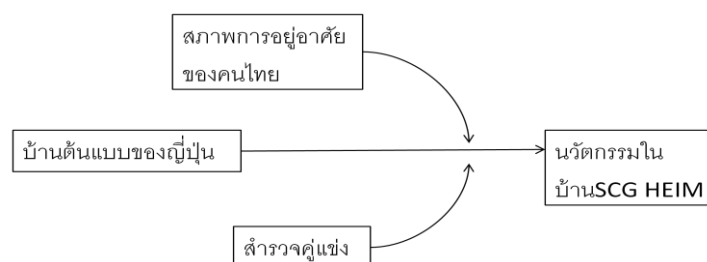 สภาพการอยู่อาศัย
ของคนไทย
บ้านต้นแบบของญี่ปุ่น
นวัตกรรมใน
บ้านSCG HEIM
สำรวจคู่แข่ง